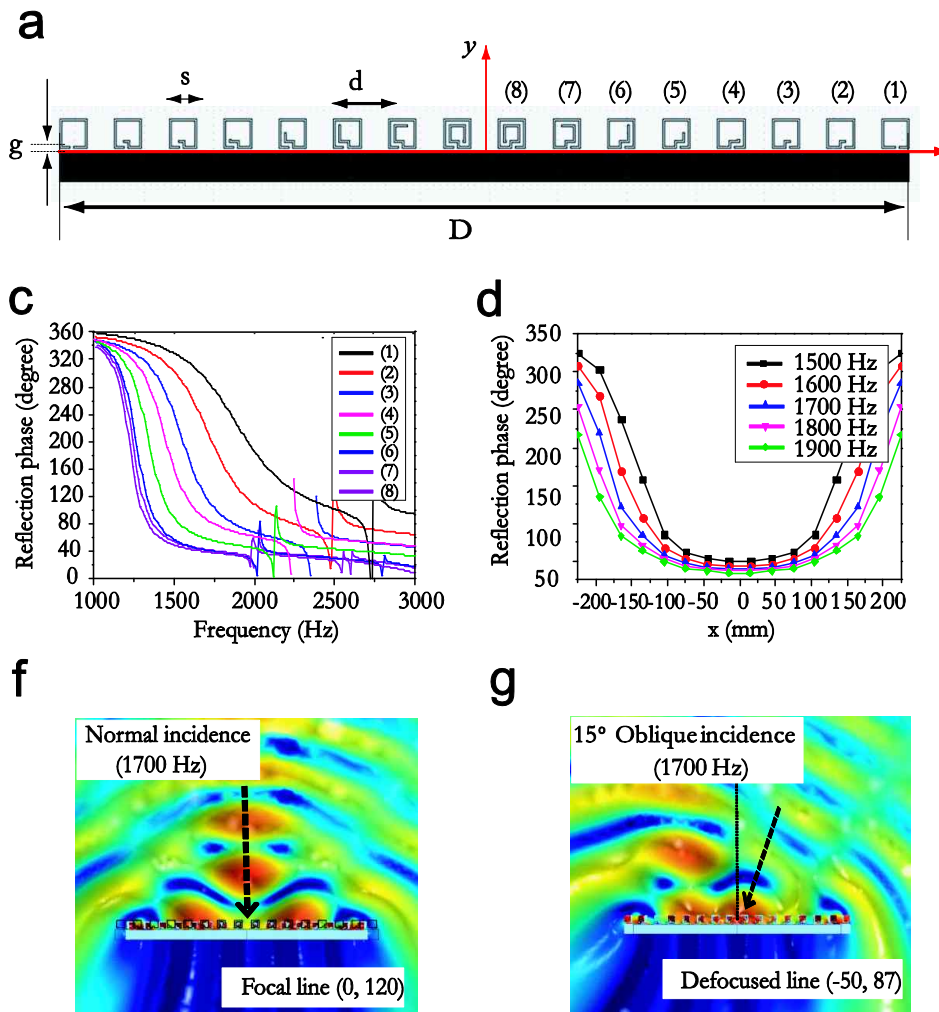 a
y
s
d
(8) (7) (6) (5) (4) (3) (2) (1)
g
D
c
Reflection phase (degree)
360
320
280
240
200
160
120
80
40
0
1000 1500 2000 2500 3000
Frequency (Hz)
(1)
(2)
(3)
(4)
(5)
(6)
(7)
(8)
d
Reflection phase (degree)
350
300
250
200
150
100
50
-200 -150 -100 -50 0 50 100 150 200
x (mm)
1500 Hz
1600 Hz
1700 Hz
1800 Hz
1900 Hz
f
Normal incidence
(1700 Hz)
Focal line (0, 120)
g
15° Oblique incidence
(1700 Hz)
Defocused line (-50, 87)